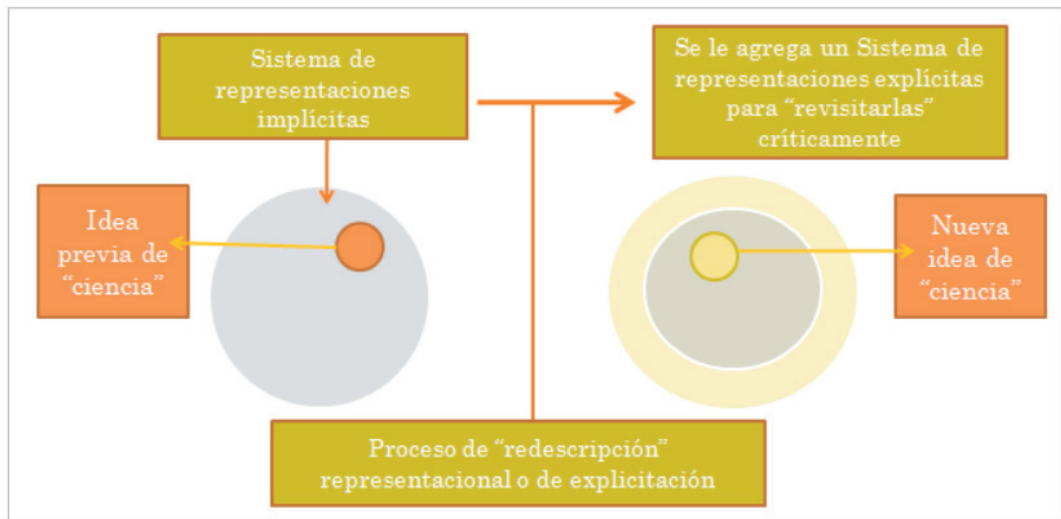 Sistema de
representaciones
implícitas
Se le agrega un Sistema de
representaciones explícitas
para “revisitarlas”
críticamente
Idea
previa de
“ciencia”
Nueva
idea de
“ciencia”
Proceso de “redescripción”
representacional o de explicitación